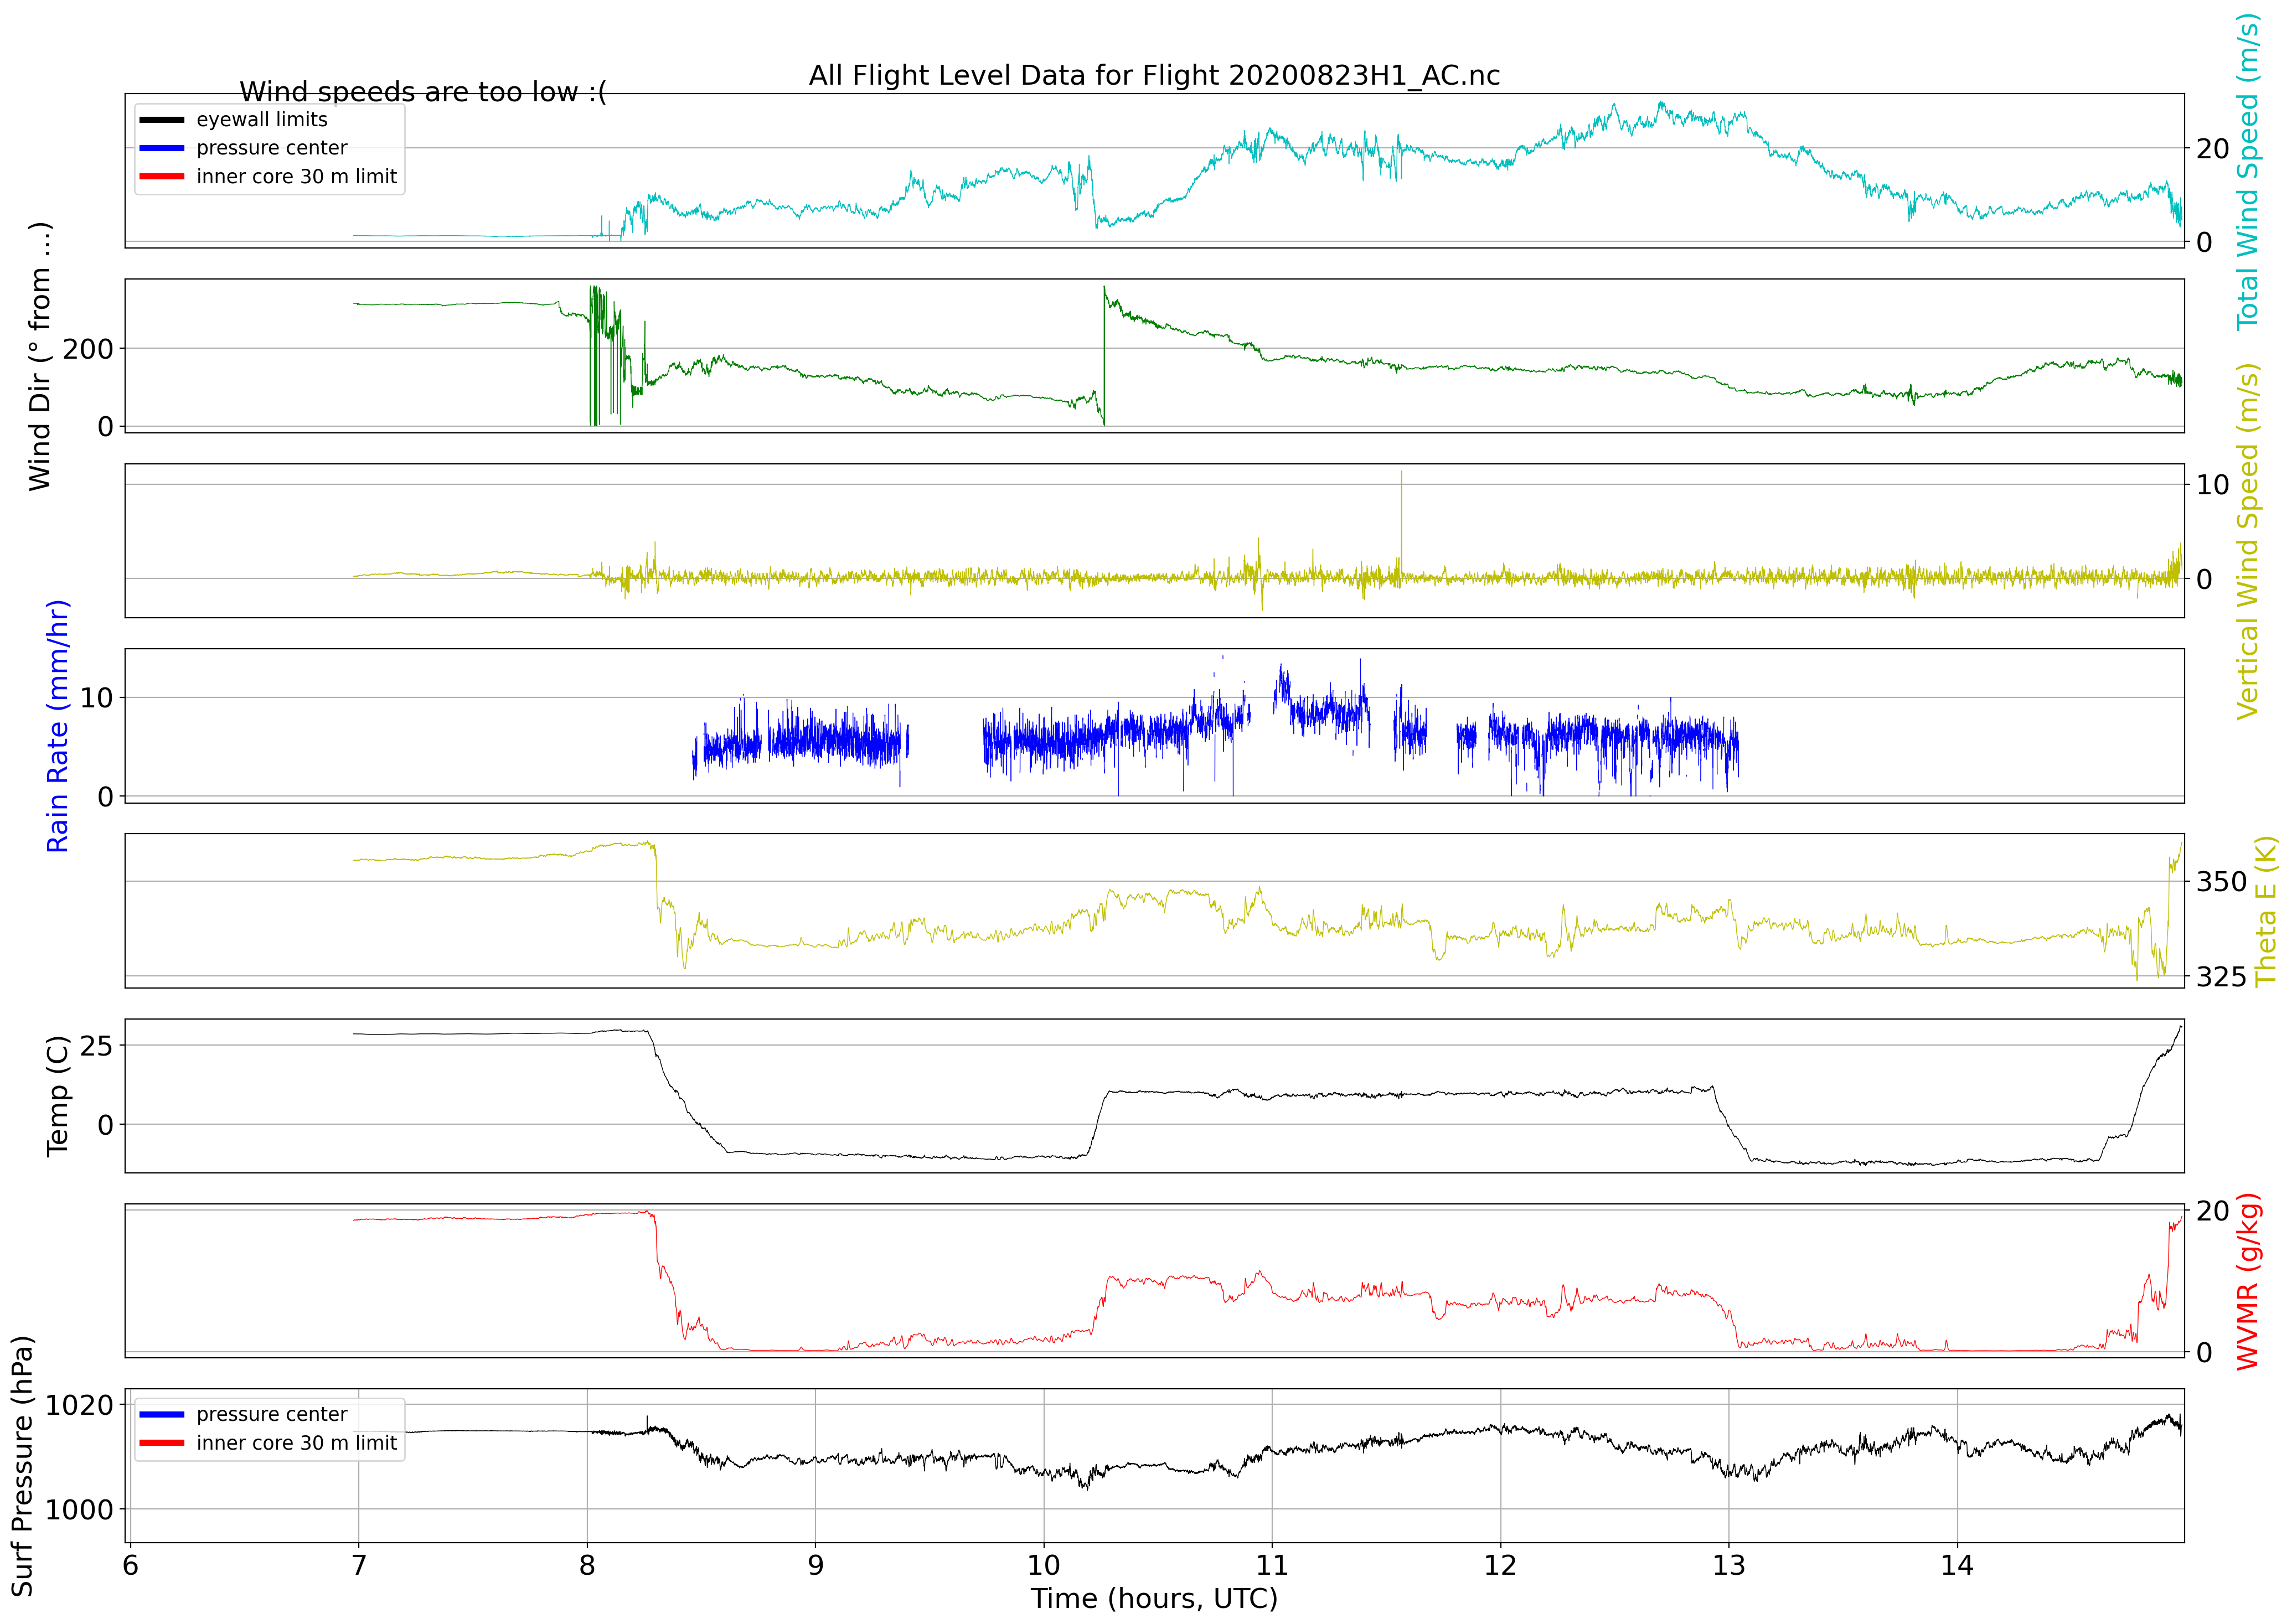 All Flight Level Data for Flight 20200823H1_AC.nc
Wind speeds are too low :(
eyewall limits
pressure center
inner core 30 m limit
20
0
Total Wind Speed (m/s)
Wind Dir (° from ...)
200
0
10
0
Vertical Wind Speed (m/s)
Rain Rate (mm/hr)
10
0
350
325
Theta E (K)
Temp (C)
25
0
20
0
WVMR (g/kg)
Surf Pressure (hPa)
1020
1000
pressure center
inner core 30 m limit
6 7 8 9 10 11 12 13 14
Time (hours, UTC)